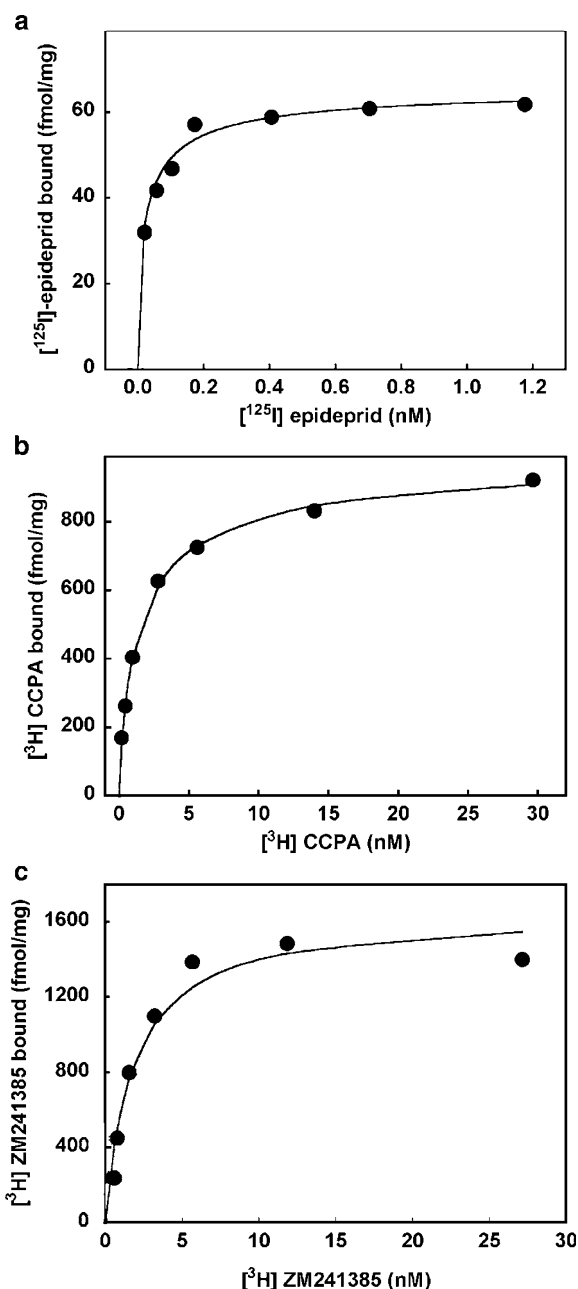 a
[¹²⁵I]-epideprid bound (fmol/mg)
60
40
20
0
0.0 0.2 0.4 0.6 0.8 1.0 1.2
[¹²⁵I] epideprid (nM)
b
[³H] CCPA bound (fmol/mg)
800
600
400
200
0
0 5 10 15 20 25 30
[³H] CCPA (nM)
c
[³H] ZM241385 bound (fmol/mg)
1600
1200
800
400
0
0 5 10 15 20 25 30
[³H] ZM241385 (nM)